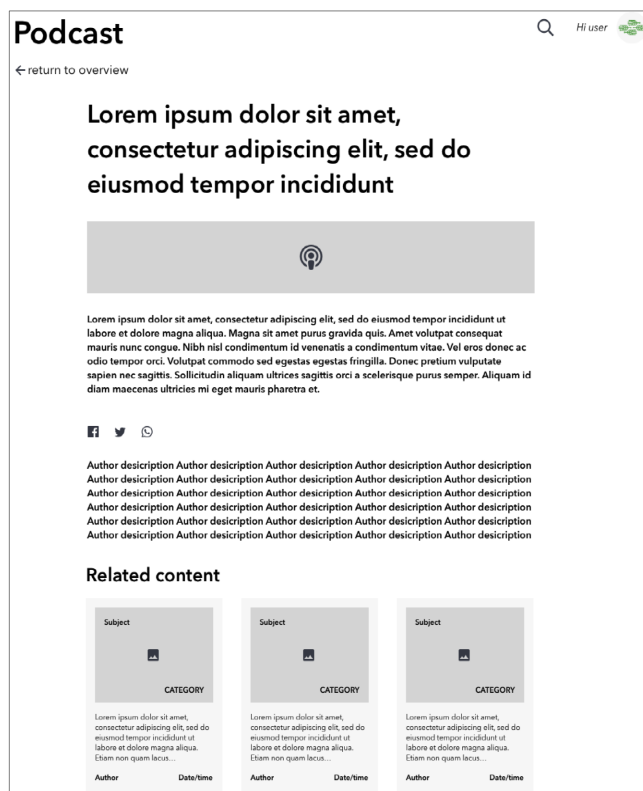 Podcast
Hi user
return to overview
Lorem ipsum dolor sit amet,
consectetur adipiscing elit, sed do
eiusmod tempor incididunt
Lorem ipsum dolor sit amet, consectetur adipiscing elit, sed do eiusmod tempor incididunt ut
labore et dolore magna aliqua. Magna sit amet purus gravida quis. Amet volutpat consequat
mauris nunc congue. Nibh nisl condimentum id venenatis a condimentum vitae. Vel eros donec ac
odio tempor orci. Volutpat commodo sed egestas egestas fringilla. Donec pretium vulputate
sapien nec sagittis. Sollicitudin aliquam ultrices sagittis orci a scelerisque purus semper. Aliquam id
diam maecenas ultricies mi eget mauris pharetra et.
Author desicription Author desicription Author desicription Author desicription Author desicription
Author desicription Author desicription Author desicription Author desicription Author desicription
Author desicription Author desicription Author desicription Author desicription Author desicription
Author desicription Author desicription Author desicription Author desicription Author desicription
Author desicription Author desicription Author desicription Author desicription Author desicription
Author desicription Author desicription Author desicription Author desicription Author desicription
Related content
Subject
CATEGORY
Lorem ipsum dolor sit amet,
consectetur adipiscing elit, sed do
eiusmod tempor incididunt ut
labore et dolore magna aliqua.
Etiam non quam lacus...
Author Date/time
Subject
CATEGORY
Lorem ipsum dolor sit amet,
consectetur adipiscing elit, sed do
eiusmod tempor incididunt ut
labore et dolore magna aliqua.
Etiam non quam lacus...
Author Date/time
Subject
CATEGORY
Lorem ipsum dolor sit amet,
consectetur adipiscing elit, sed do
eiusmod tempor incididunt ut
labore et dolore magna aliqua.
Etiam non quam lacus...
Author Date/time